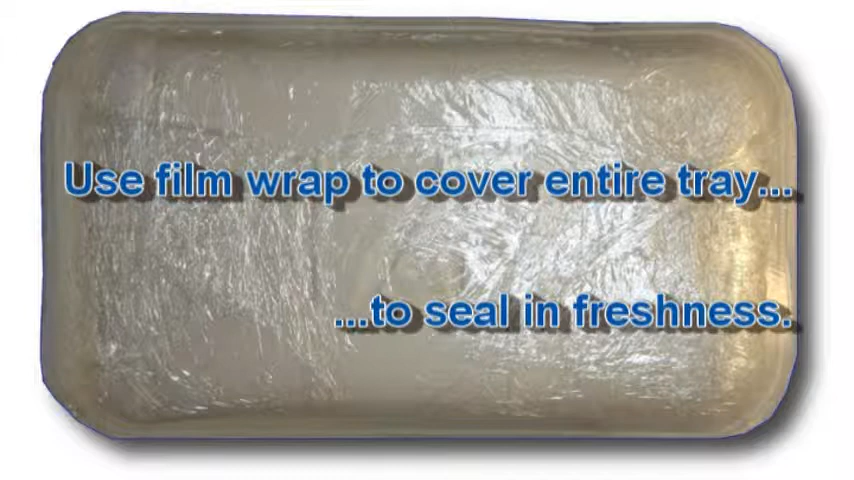 Use film wrap to cover entire tray...
...to seal in freshness.